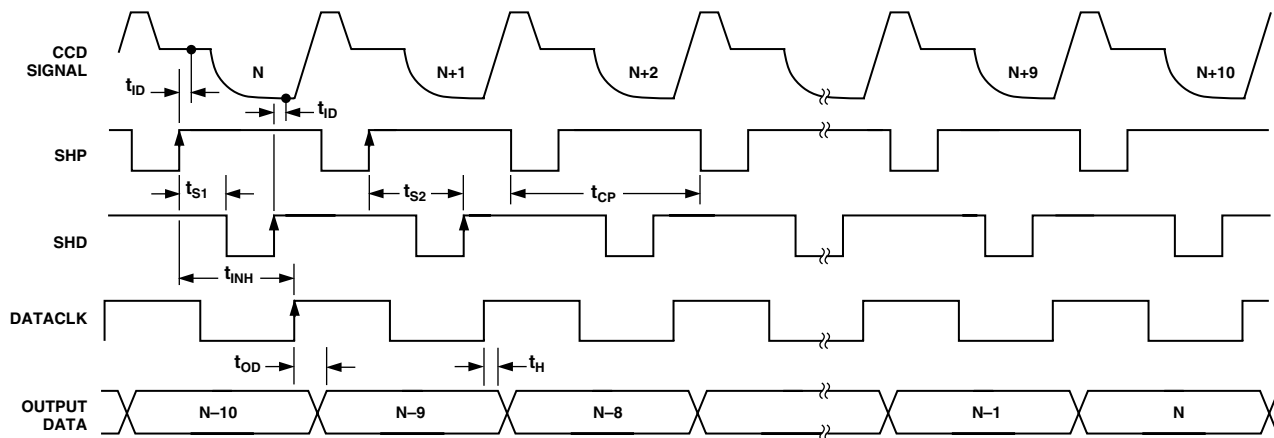 CCD
SIGNAL
N
N+1
N+2
N+9
N+10
tID
tID
SHP
tS1
tS2
tCP
SHD
tINH
DATACLK
tOD
tH
OUTPUT
DATA
N–10
N–9
N–8
N–1
N